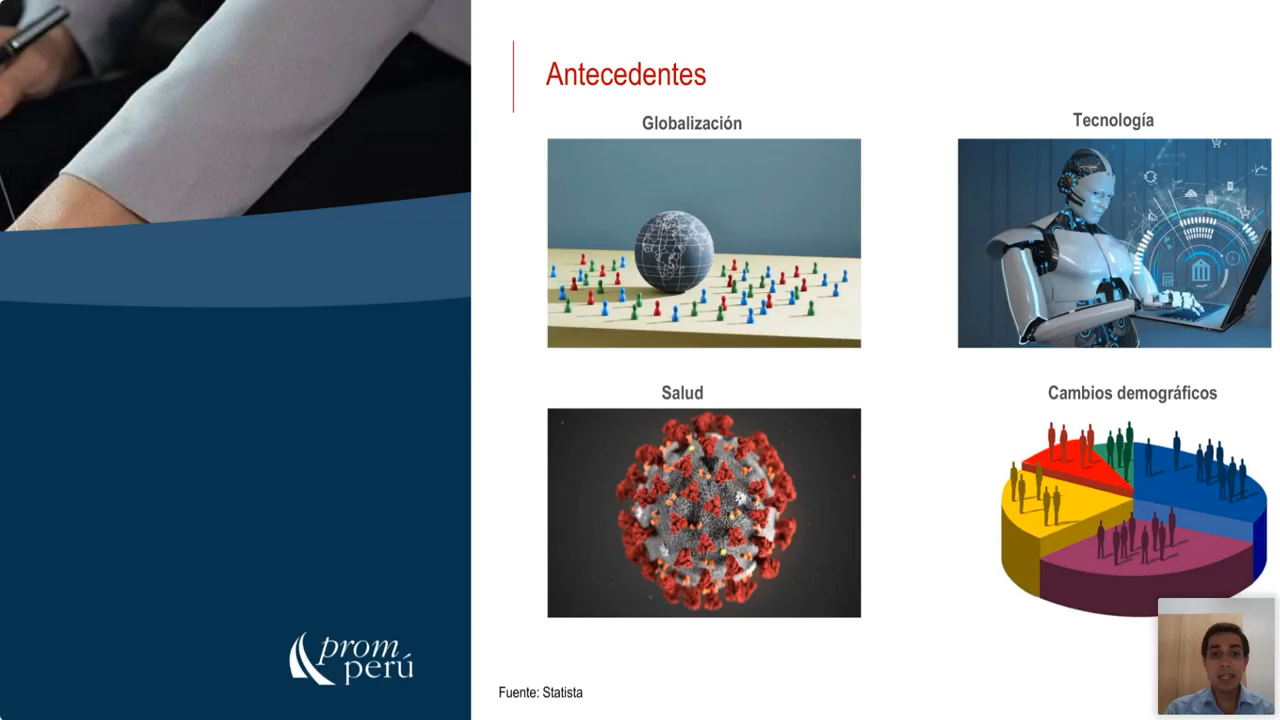 Antecedentes
Globalización
Tecnología
Salud
Cambios demográficos
prom
perú
Fuente: Statista